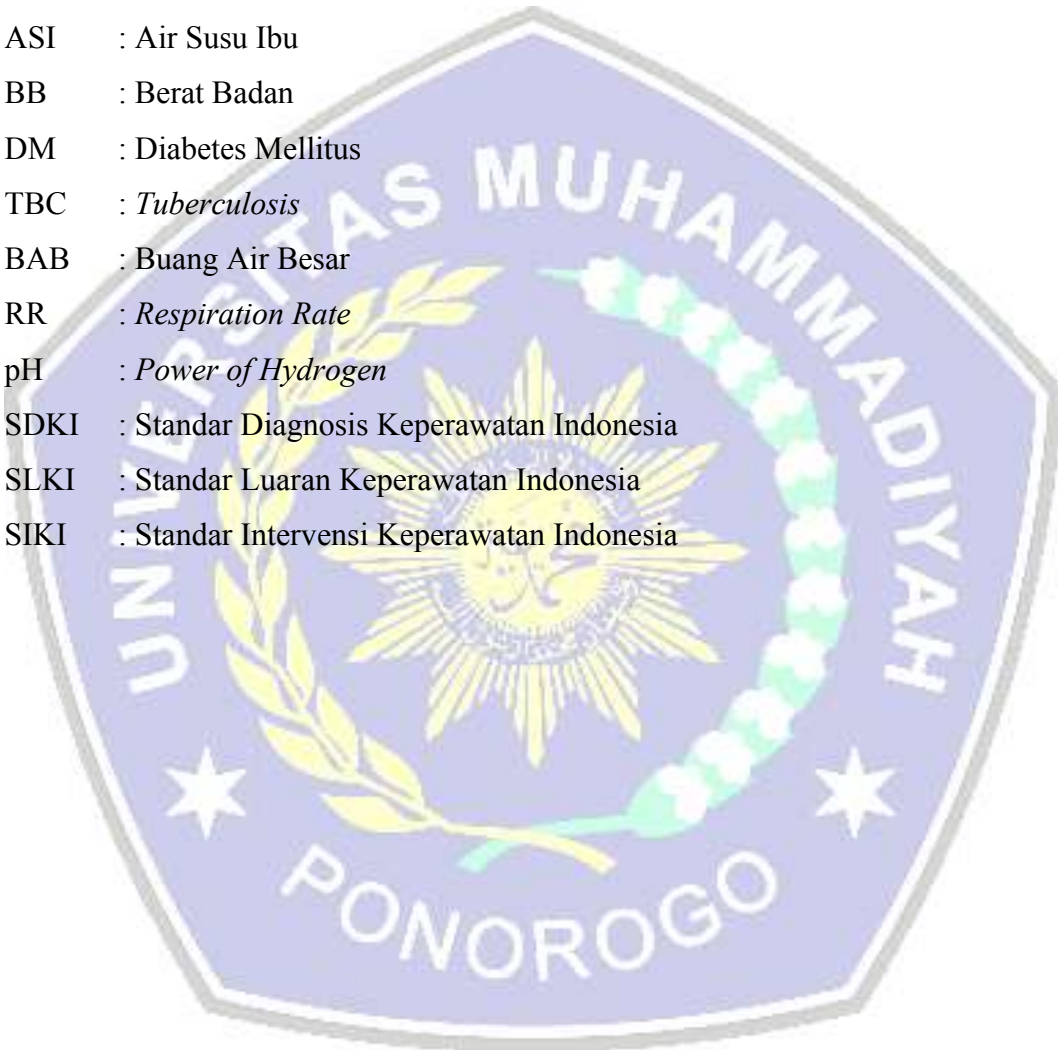 ASI : Air Susu Ibu
BB : Berat Badan
DM : Diabetes Mellitus
TBC : Tuberculosis
BAB : Buang Air Besar
RR : Respiration Rate
pH : Power of Hydrogen
SDKI : Standar Diagnosis Keperawatan Indonesia
SLKI : Standar Luaran Keperawatan Indonesia
SIKI : Standar Intervensi Keperawatan Indonesia
UNIVERSITAS MUHAMMADIYAH
PONOROGO